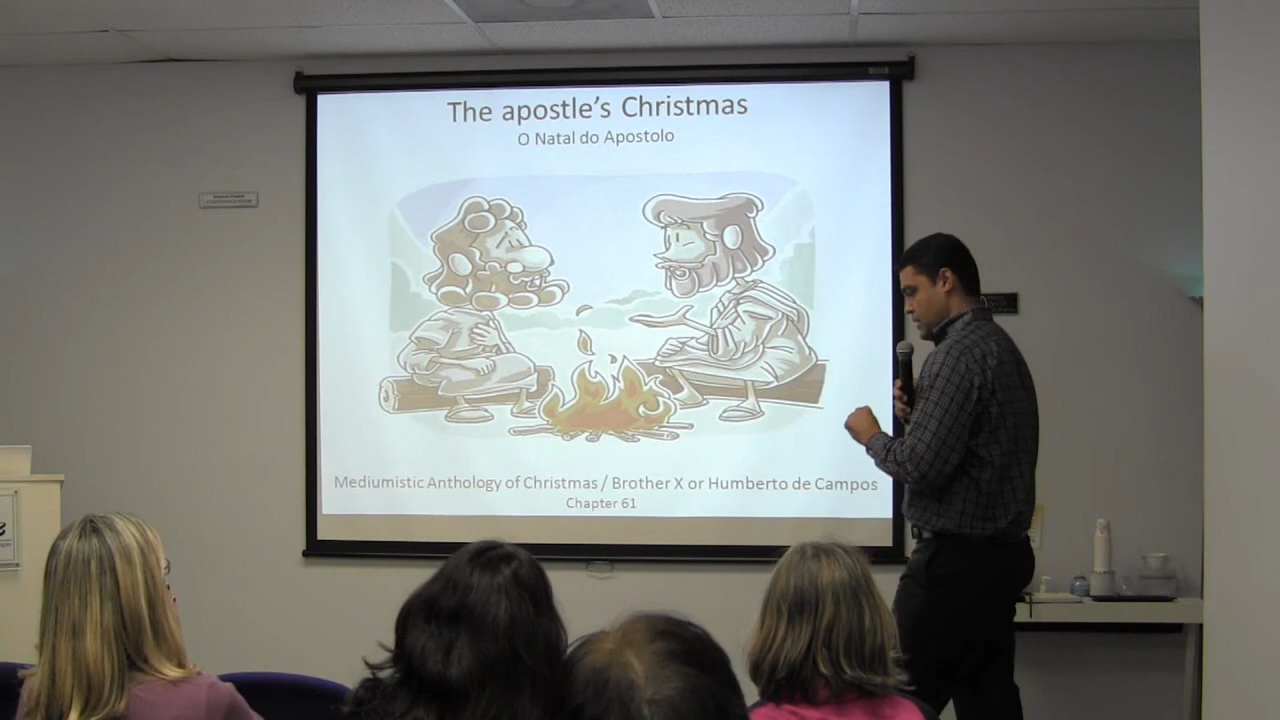 The apostle's Christmas
O Natal do Apostolo
Mediumistic Anthology of Christmas / Brother X or Humberto de Campos
Chapter 61